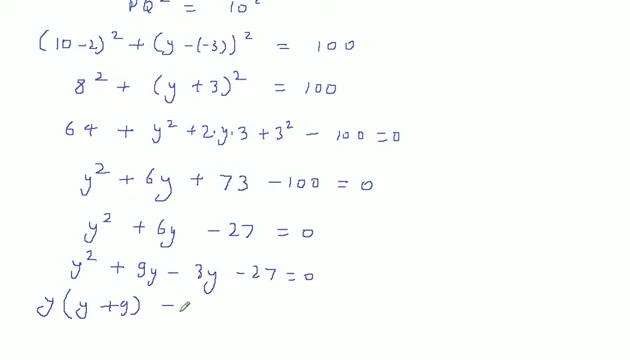 PQ² = 10²
(10-2)² + (y-(-3))² = 100
8² + (y+3)² = 100
64 + y² + 2·y·3 + 3² - 100 = 0
y² + 6y + 73 - 100 = 0
y² + 6y - 27 = 0
y² + 9y - 3y - 27 = 0
y(y+9) -